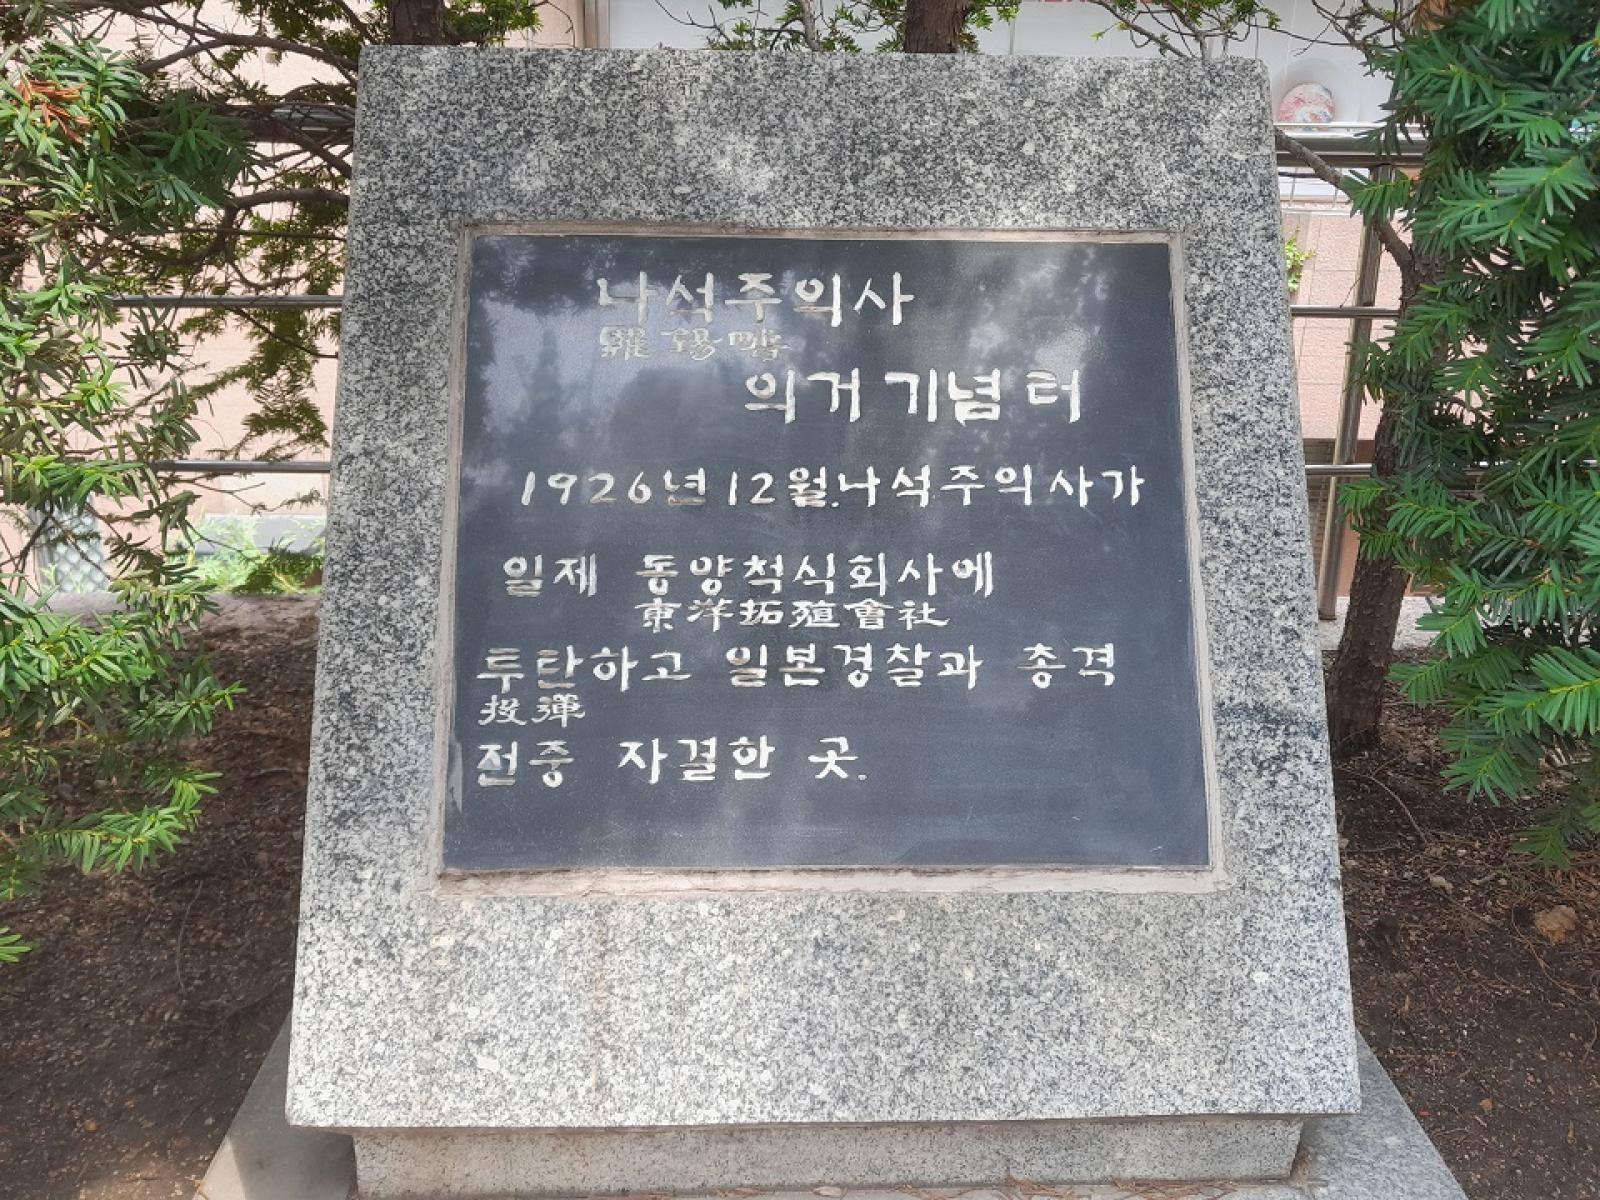 나석주의사
羅錫疇
의거 기념 터
1926년 12월.나석주의사가
일제 동양척식회사에
東洋拓殖會社
투탄하고 일본경찰과 총격
投彈
전중 자결한 곳.